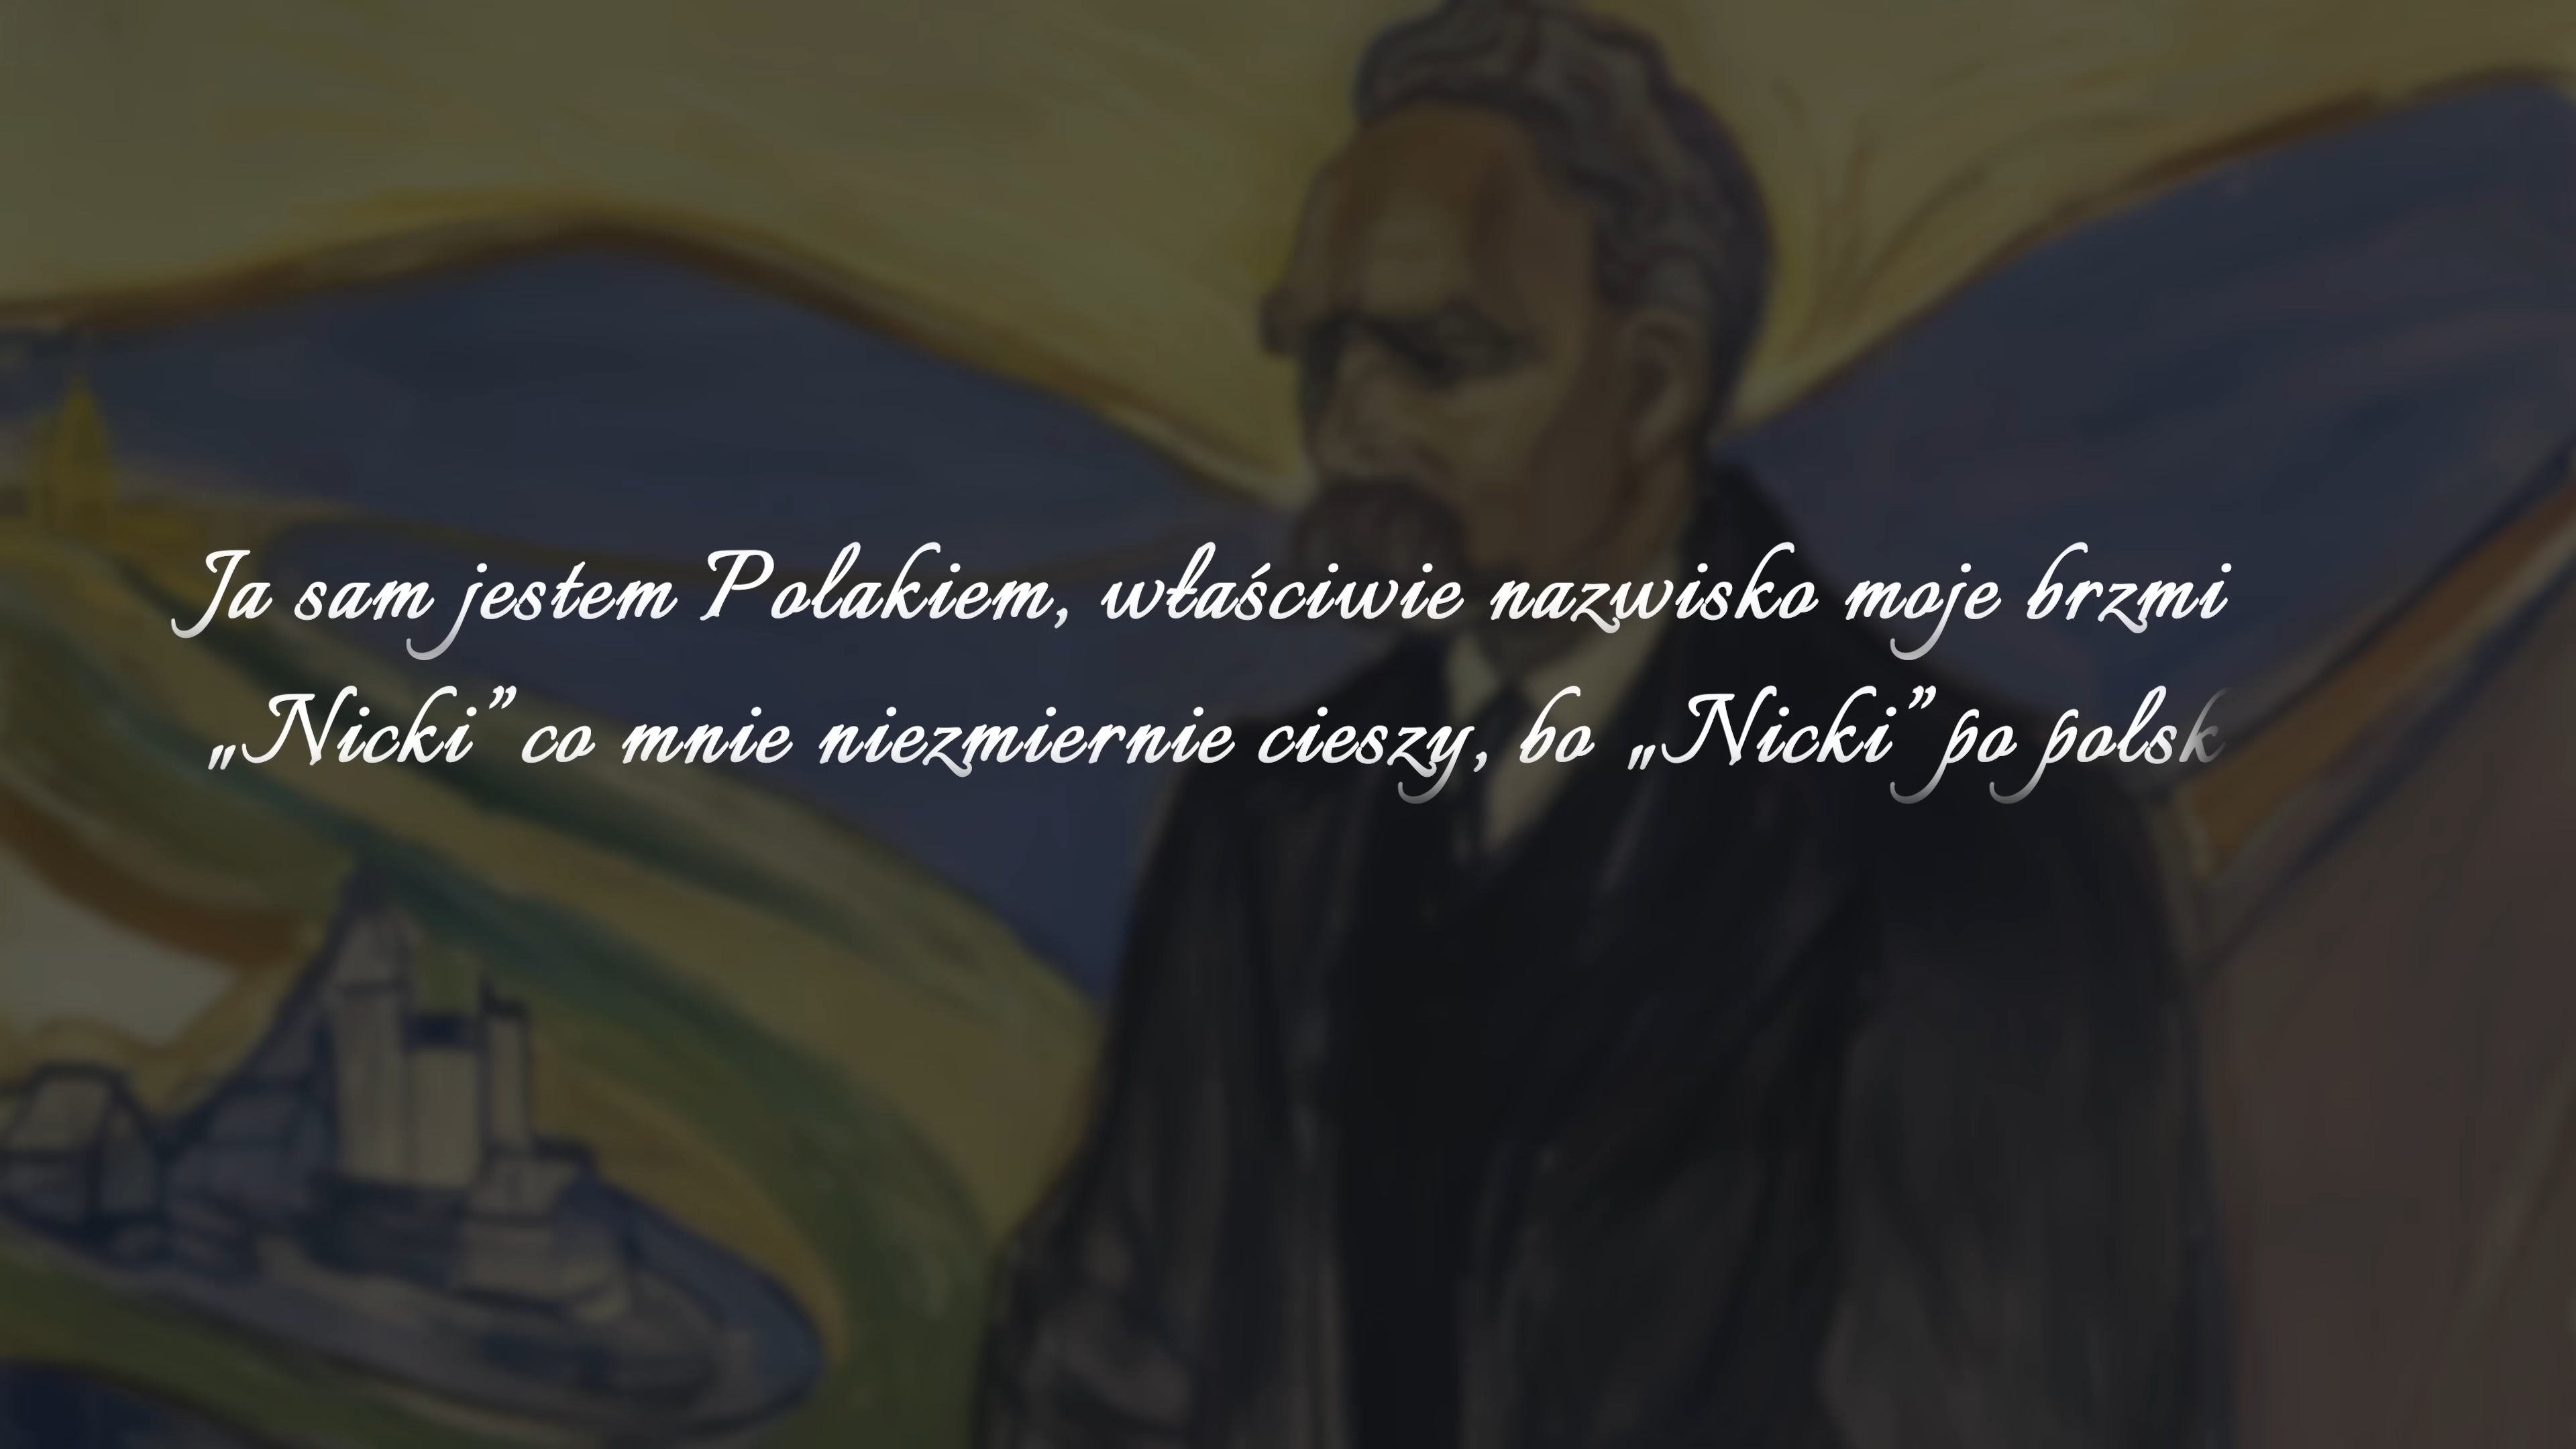 Ja sam jestem Polakiem, właściwie nazwisko moje brzmi
„Nicki” co mnie niezmiernie cieszy, bo „Nicki” po polsk